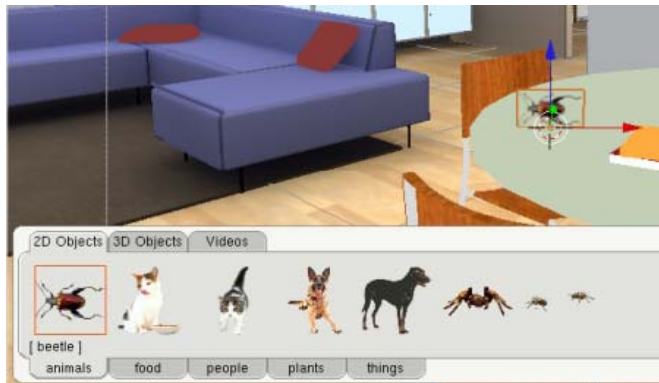 2D Objects 3D Objects Videos
[ beetle ]
animals food people plants things